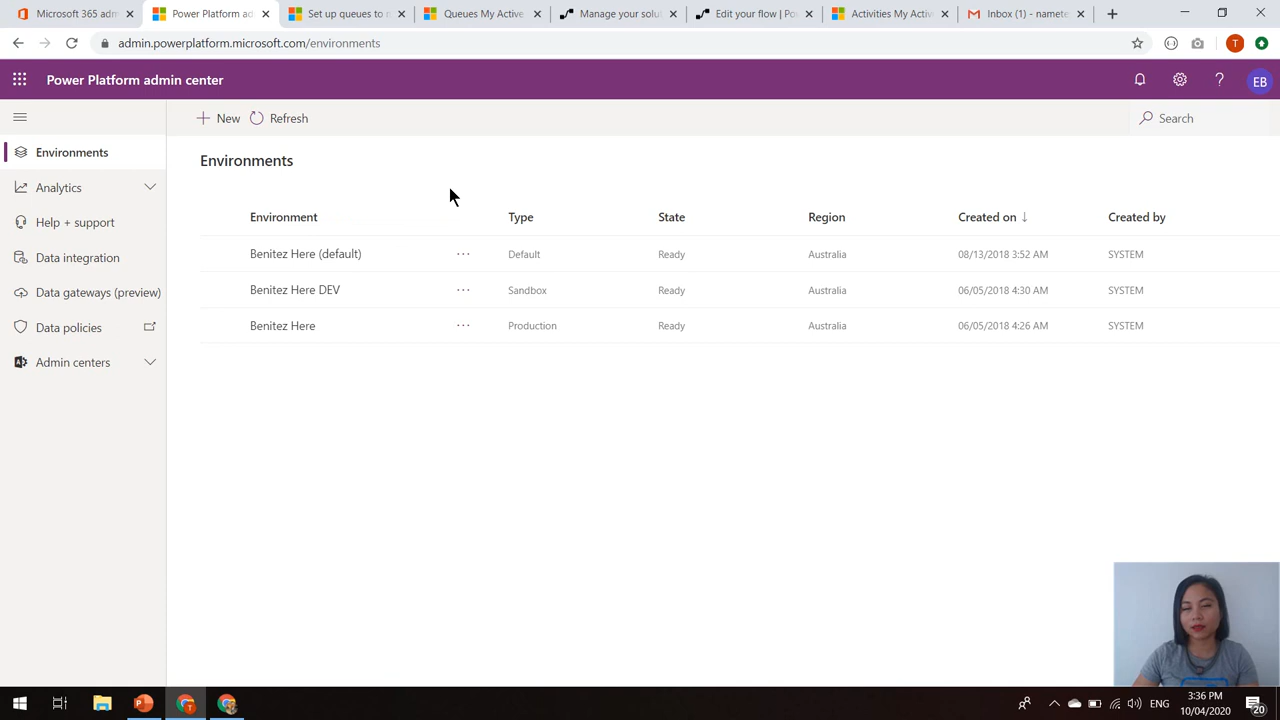 Microsoft 365 adm
Power Platform ad
Set up queues to n
Queues My Active
Manage your solu
Edit your flow | Po
Activities My Activ
Inbox (1) - namete
admin.powerplatform.microsoft.com/environments
T
Power Platform admin center
EB
New
Refresh
Search
Environments
Analytics
Help + support
Data integration
Data gateways (preview)
Data policies
Admin centers
Environments
Environment Type State Region Created on ↓ Created by
Benitez Here (default) ... Default Ready Australia 08/13/2018 3:52 AM SYSTEM
Benitez Here DEV ... Sandbox Ready Australia 06/05/2018 4:30 AM SYSTEM
Benitez Here ... Production Ready Australia 06/05/2018 4:26 AM SYSTEM
ENG
3:36 PM
10/04/2020
20